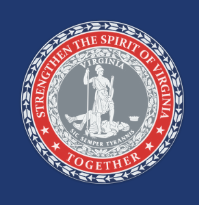 STRENGTHEN THE SPIRIT OF VIRGINIA
TOGETHER
VIRGINIA
SIC SEMPER TYRANNIS